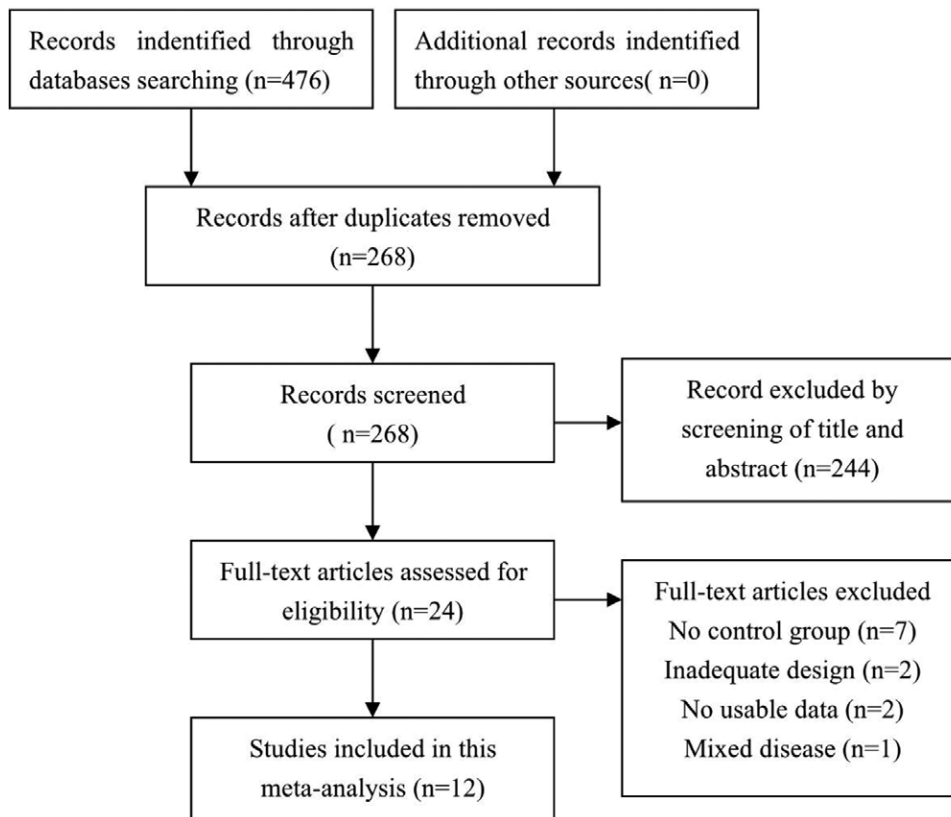 Records indentified through
databases searching (n=476)
Additional records indentified
through other sources( n=0)
Records after duplicates removed
(n=268)
Records screened
( n=268)
Record excluded by
screening of title and
abstract (n=244)
Full-text articles assessed for
eligibility (n=24)
Full-text articles excluded
No control group (n=7)
Inadequate design (n=2)
No usable data (n=2)
Mixed disease (n=1)
Studies included in this
meta-analysis (n=12)